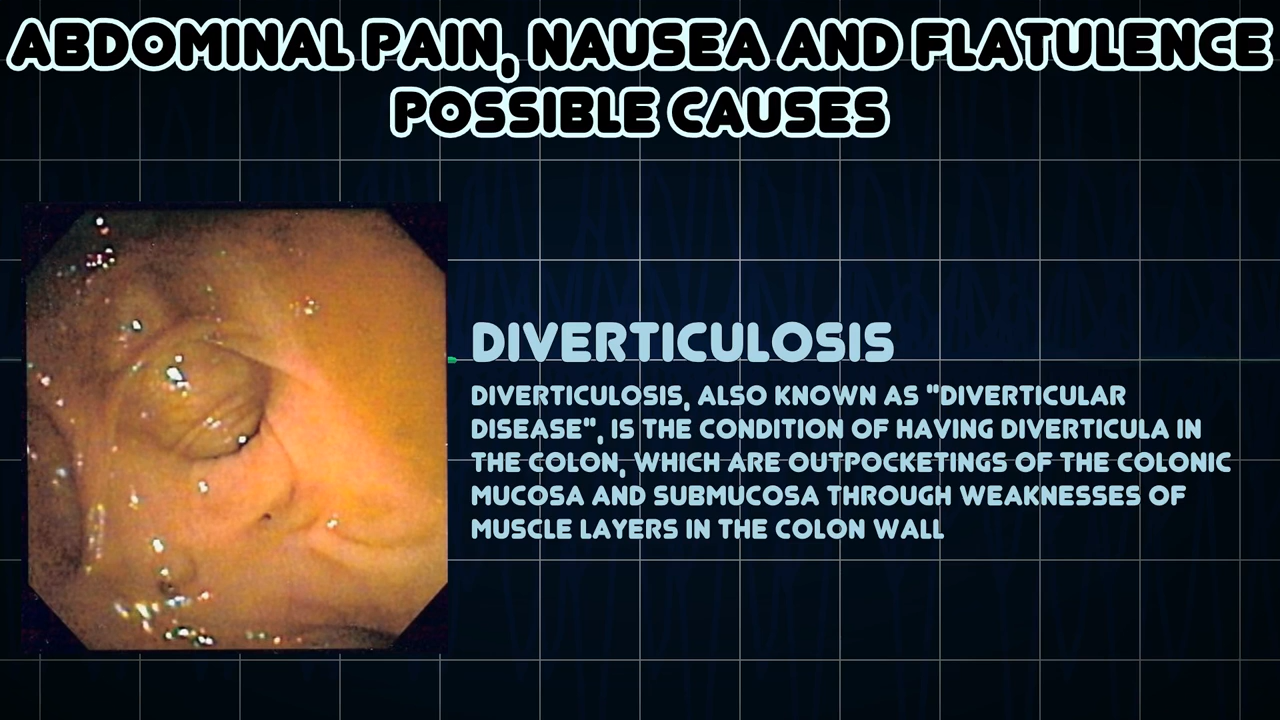 ABDOMINAL PAIN, NAUSEA AND FLATULENCE
POSSIBLE CAUSES
DIVERTICULOSIS
DIVERTICULOSIS, ALSO KNOWN AS "DIVERTICULAR
DISEASE", IS THE CONDITION OF HAVING DIVERTICULA IN
THE COLON, WHICH ARE OUTPOCKETINGS OF THE COLONIC
MUCOSA AND SUBMUCOSA THROUGH WEAKNESSES OF
MUSCLE LAYERS IN THE COLON WALL